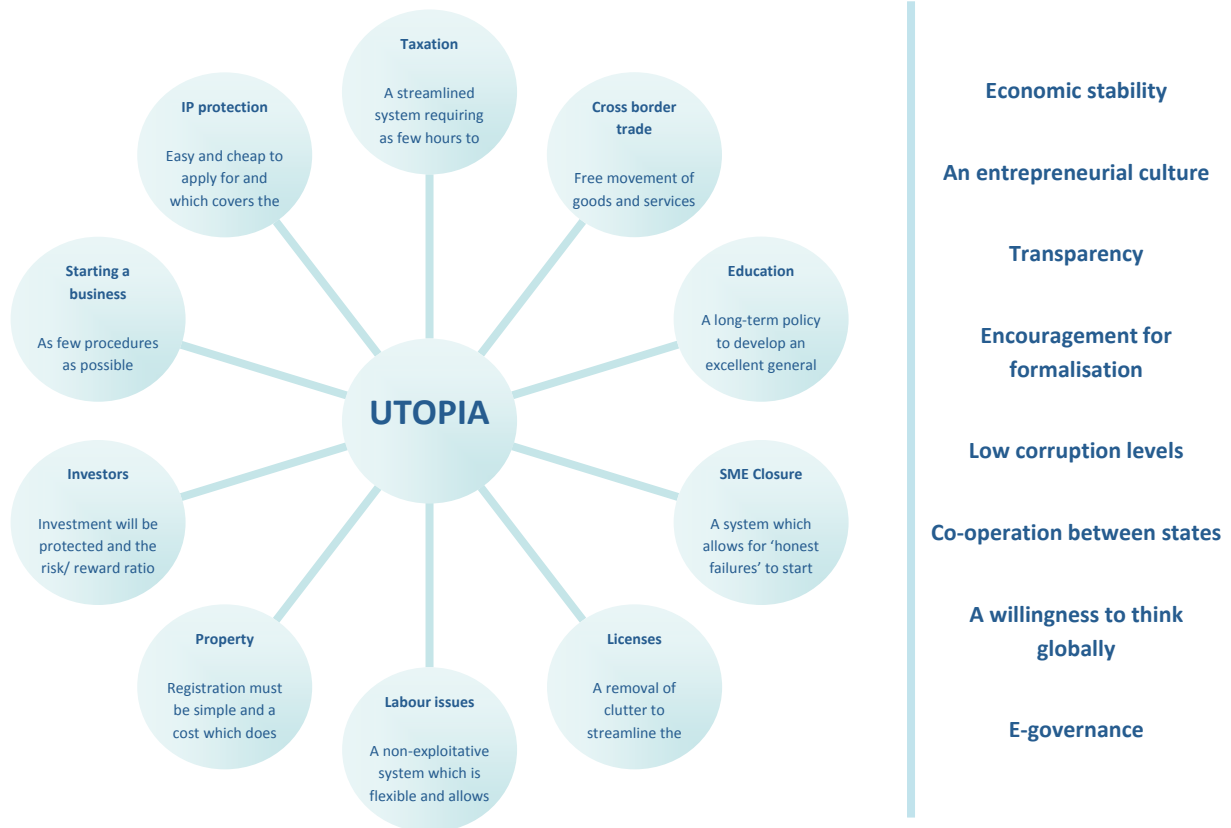 Taxation
A streamlined
system requiring
as few hours to
Cross border
trade
Free movement of
goods and services
Education
A long-term policy
to develop an
excellent general
SME Closure
A system which
allows for ‘honest
failures’ to start
Licenses
A removal of
clutter to
streamline the
Labour issues
A non-exploitative
system which is
flexible and allows
Property
Registration must
be simple and a
cost which does
Investors
Investment will be
protected and the
risk/ reward ratio
Starting a
business
As few procedures
as possible
IP protection
Easy and cheap to
apply for and
which covers the
UTOPIA
Economic stability
An entrepreneurial culture
Transparency
Encouragement for
formalisation
Low corruption levels
Co-operation between states
A willingness to think
globally
E-governance